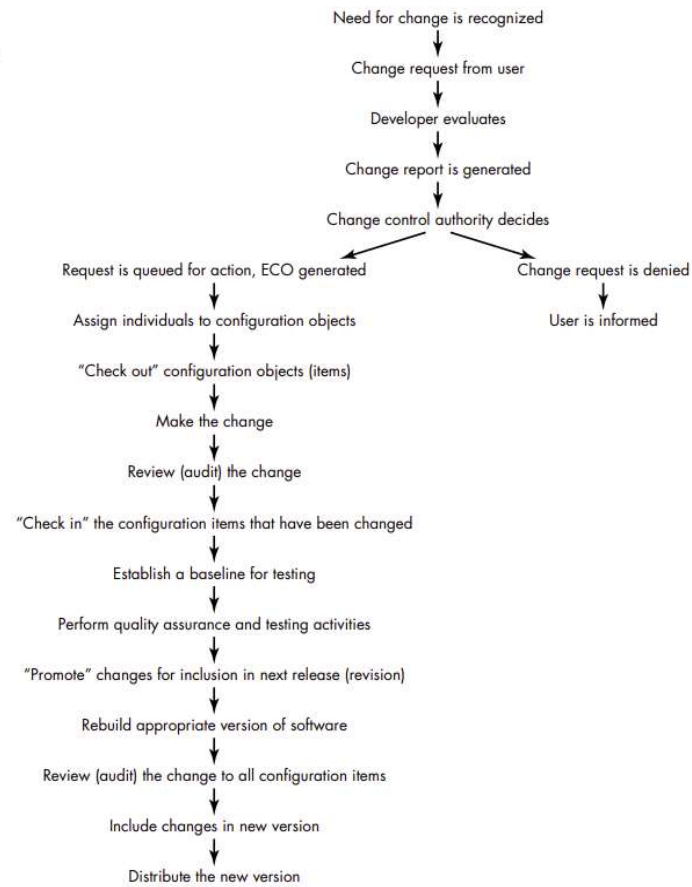 Need for change is recognized
Change request from user
Developer evaluates
Change report is generated
Change control authority decides
Request is queued for action, ECO generated
Change request is denied
Assign individuals to configuration objects
User is informed
“Check out” configuration objects (items)
Make the change
Review (audit) the change
“Check in” the configuration items that have been changed
Establish a baseline for testing
Perform quality assurance and testing activities
“Promote” changes for inclusion in next release (revision)
Rebuild appropriate version of software
Review (audit) the change to all configuration items
Include changes in new version
Distribute the new version